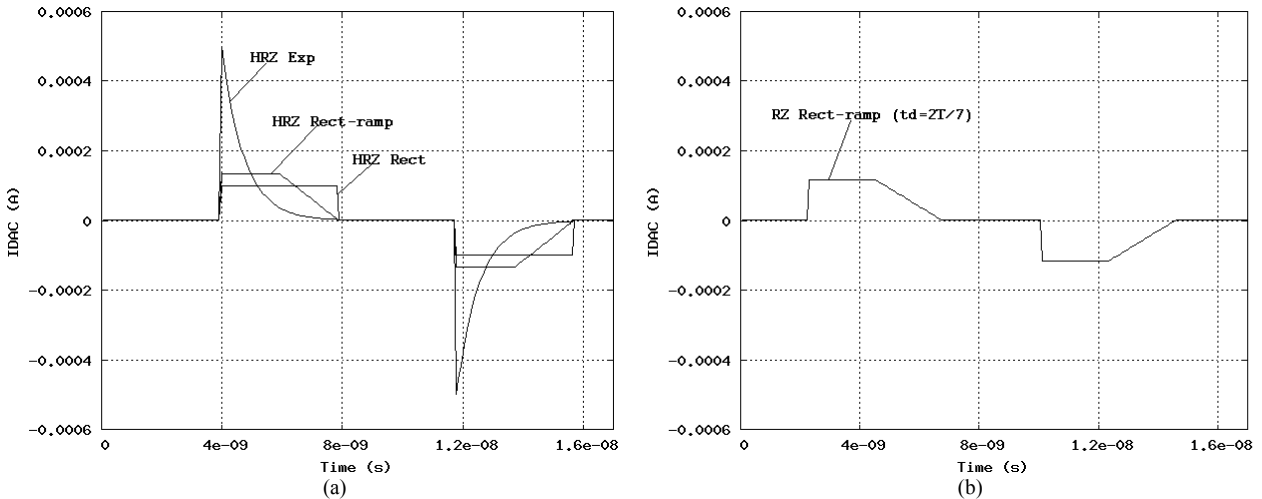 0.0006
0.0004
0.0002
0
-0.0002
-0.0004
-0.0006
IDAC (A)
HRZ Exp
HRZ Rect-ramp
HRZ Rect
0
4e-09
8e-09
1.2e-08
1.6e-08
Time (s)
(a)
0.0006
0.0004
0.0002
0
-0.0002
-0.0004
-0.0006
IDAC (A)
RZ Rect-ramp (td=2T/7)
0
4e-09
8e-09
1.2e-08
1.6e-08
Time (s)
(b)